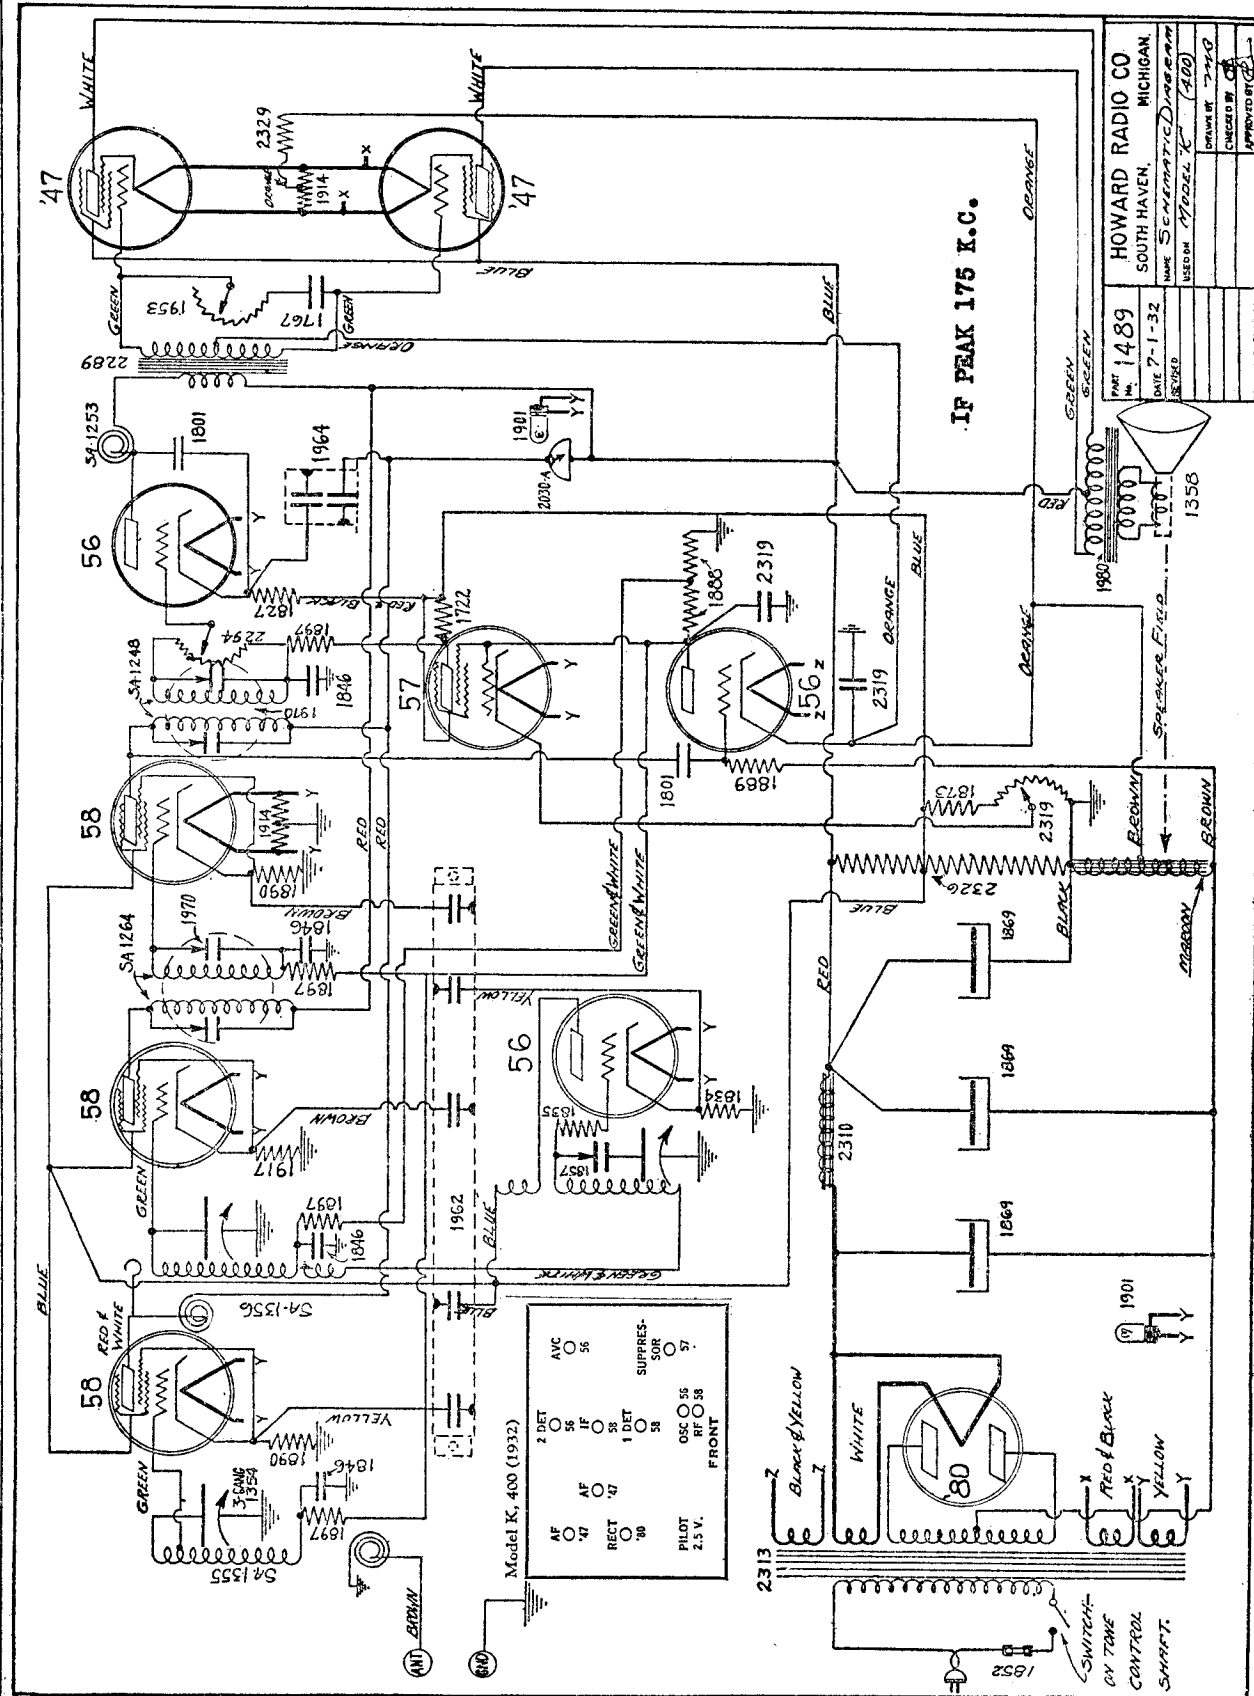 '47
WHITE
WHITE
2329
ORANGE
1914
X
X
'47
GREEN
1953
1767
GREEN
BLUE
ORANGE
2289
SA-1253
1801
1964
1901
Y Y
2030-A
56
Y
Y
1827
BLACK
RED &
1722
SA-1248
2294
1897
1846
1970
57
Y
Y
1888
2319
56
Z
Z
2319
ORANGE
BLUE
ORANGE
BLUE
IF PEAK 175 K.C.
58
1914
Y
Y
1890
BROWN
RED
RED
1801
1889
GREEN & WHITE
GREEN & WHITE
SA 1264
1970
1846
1897
58
Y
Y
GREEN
1917
BROWN
YELLOW
56
Y
Y
1835
1834
1857
BLUE
1897
1846
GREEN & WHITE
1962
BLUE
BLUE
RED & WHITE
SA-1356
58
Y
Y
GREEN
1890
YELLOW
3-GANG
1354
1846
1897
SA 1355
ANT
BROWN
GND
Model K, 400 (1932)
AVC
56
SUPPRES-
SOR
57
2 DET
56
IF
58
1 DET
58
OSC 56
RF 58
AF
'47
AF
'47
RECT
'80
PILOT
2.5 V.
FRONT
RED
BLUE
1873
2319
2326
BLACK
BROWN
BROWN
MAROON
SPEAKER FIELD
ORANGE
2310
1869
1869
1869
1901
Y Y
2313
Z
Z
BLACK & YELLOW
WHITE
'80
X
RED & BLACK
X
Y
YELLOW
Y
1852
SWITCH-
ON TONE
CONTROL
SHAFT.
GREEN
GREEN
RED
1980
1358
PART No. 1489
DATE 7-1-32
REVISED
HOWARD RADIO CO
SOUTH HAVEN, MICHIGAN.
NAME SCHEMATIC DIAGRAM
USED ON MODEL "K" (400)
DRAWN BY
CHECKED BY
APPROVED BY